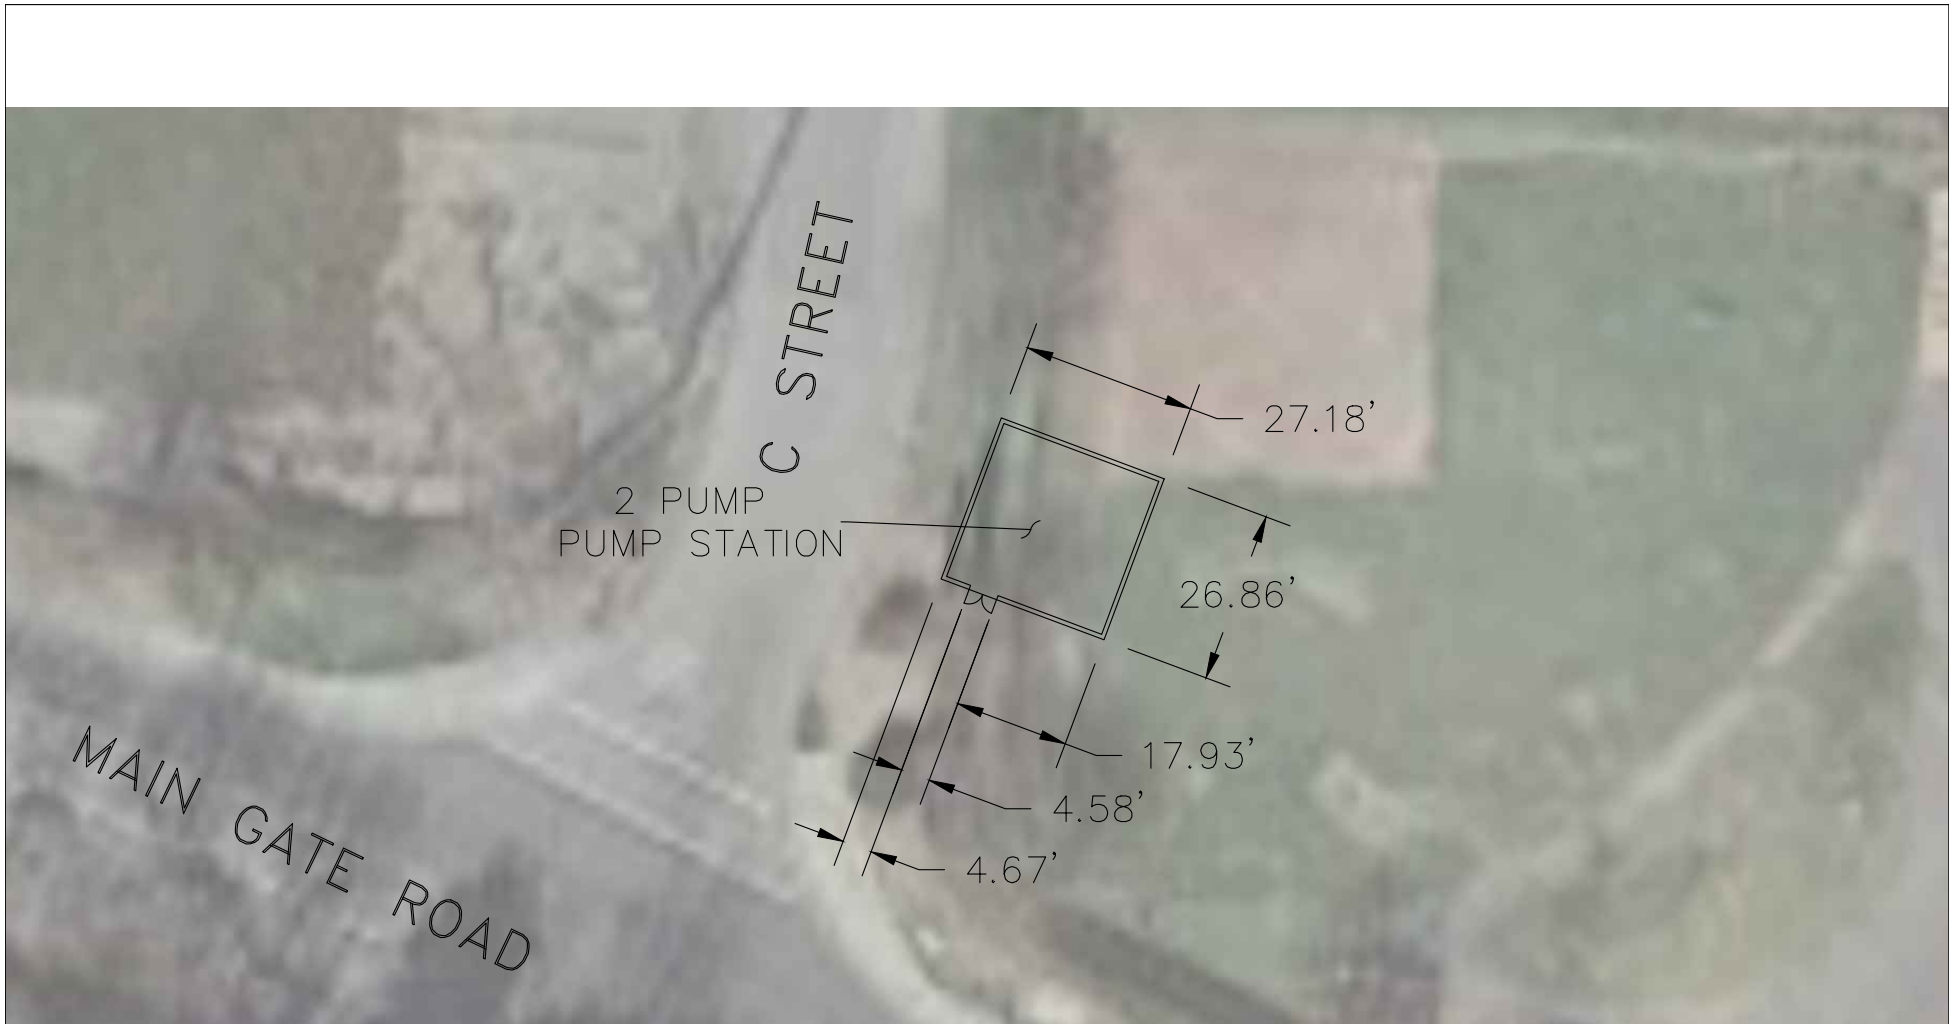 C STREET
27.18'
2 PUMP
PUMP STATION
26.86'
17.93'
4.58'
4.67'
MAIN GATE ROAD